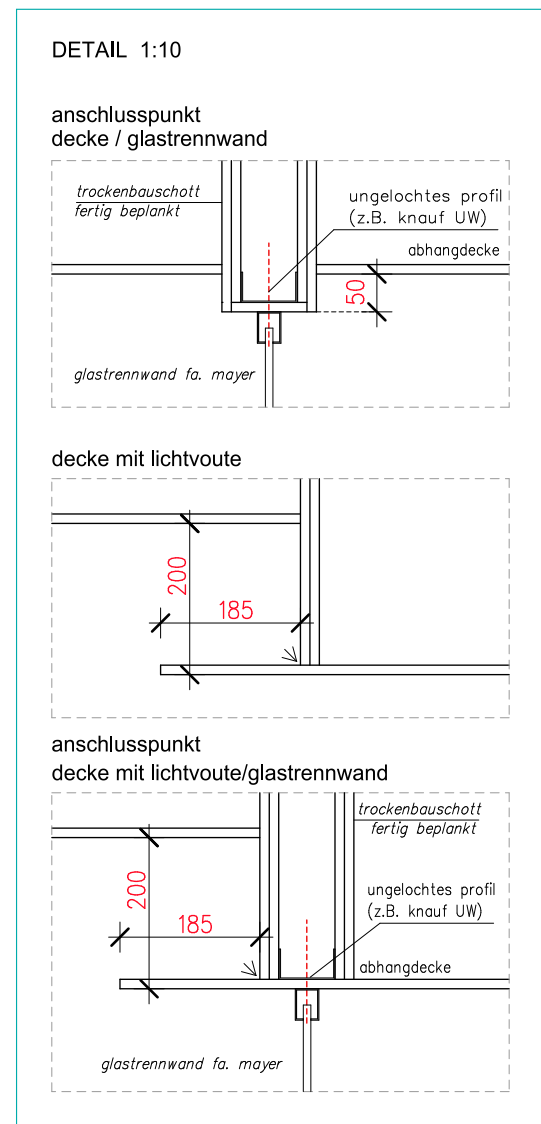 DETAIL 1:10
anschlusspunkt
decke / glastrennwand
trockenbauschott
fertig beplankt
ungelochtes profil
(z.B. knauf UW)
abhangdecke
50
glastrennwand fa. mayer
decke mit lichtvoute
200
185
anschlusspunkt
decke mit lichtvoute/glastrennwand
trockenbauschott
fertig beplankt
200
185
ungelochtes profil
(z.B. knauf UW)
abhangdecke
glastrennwand fa. mayer